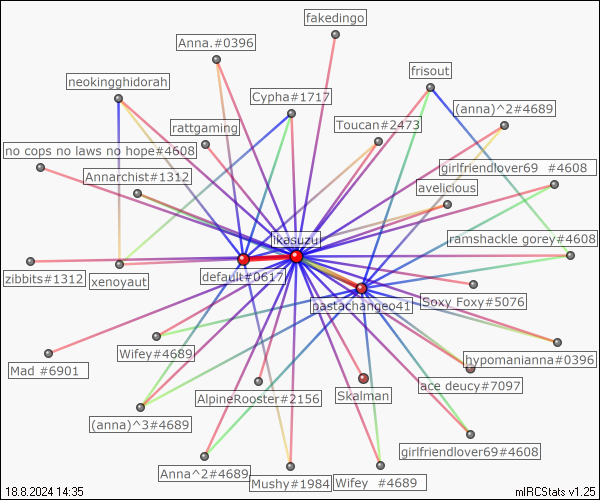 fakedingo
Anna.#0396
frisout
neokingghidorah
Cypha#1717
(anna)^2#4689
rattgaming
Toucan#2473
no cops no laws no hope#4608
girlfriendlover69 #4608
Annarchist#1312
avelicious
ikasuzu
ramshackle gorey#4608
zibbits#1312
xenoyaut
default#0617
pastachangeo41
Soxy Foxy#5076
Wifey#4689
hypomanianna#0396
Mad #6901
AlpineRooster#2156
Skalman
ace deucy#7097
(anna)^3#4689
girlfriendlover69#4608
Anna^2#4689
Mushy#1984
Wifey #4689
18.8.2024 14:35
mIRCStats v1.25